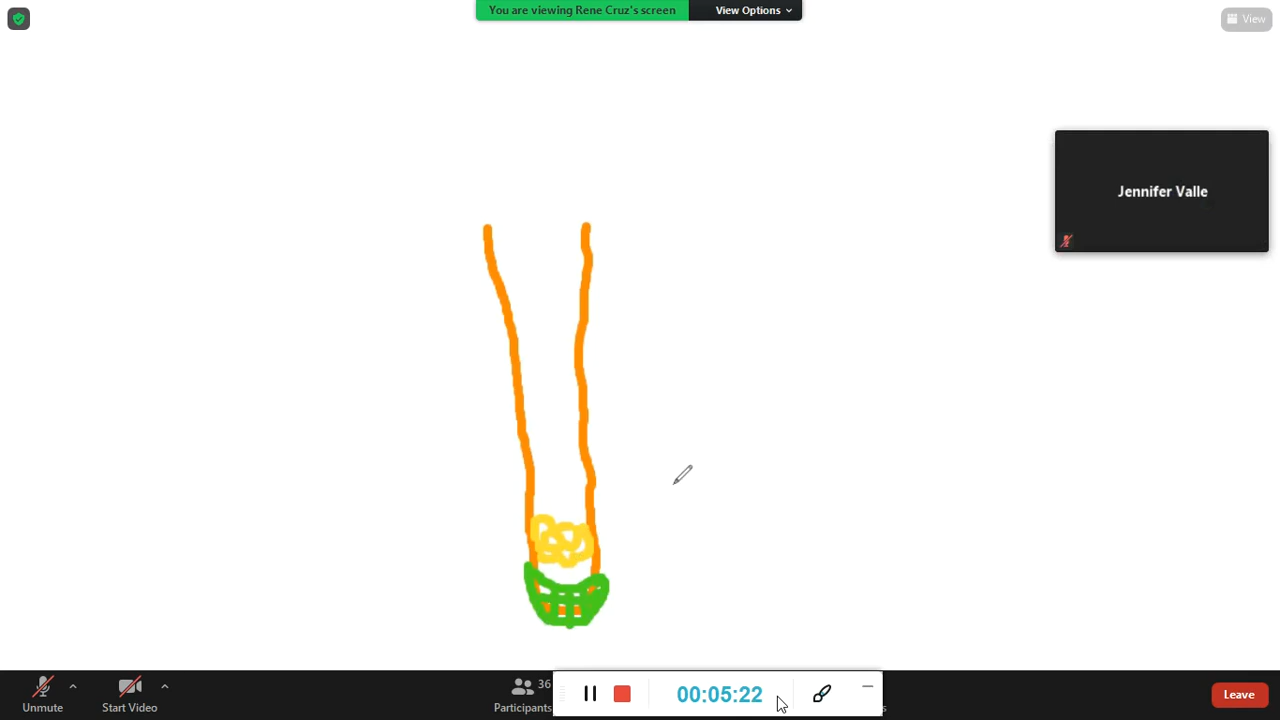 You are viewing Rene Cruz's screen
View Options
View
Jennifer Valle
Unmute
Start Video
36
Participants
00:05:22
Leave